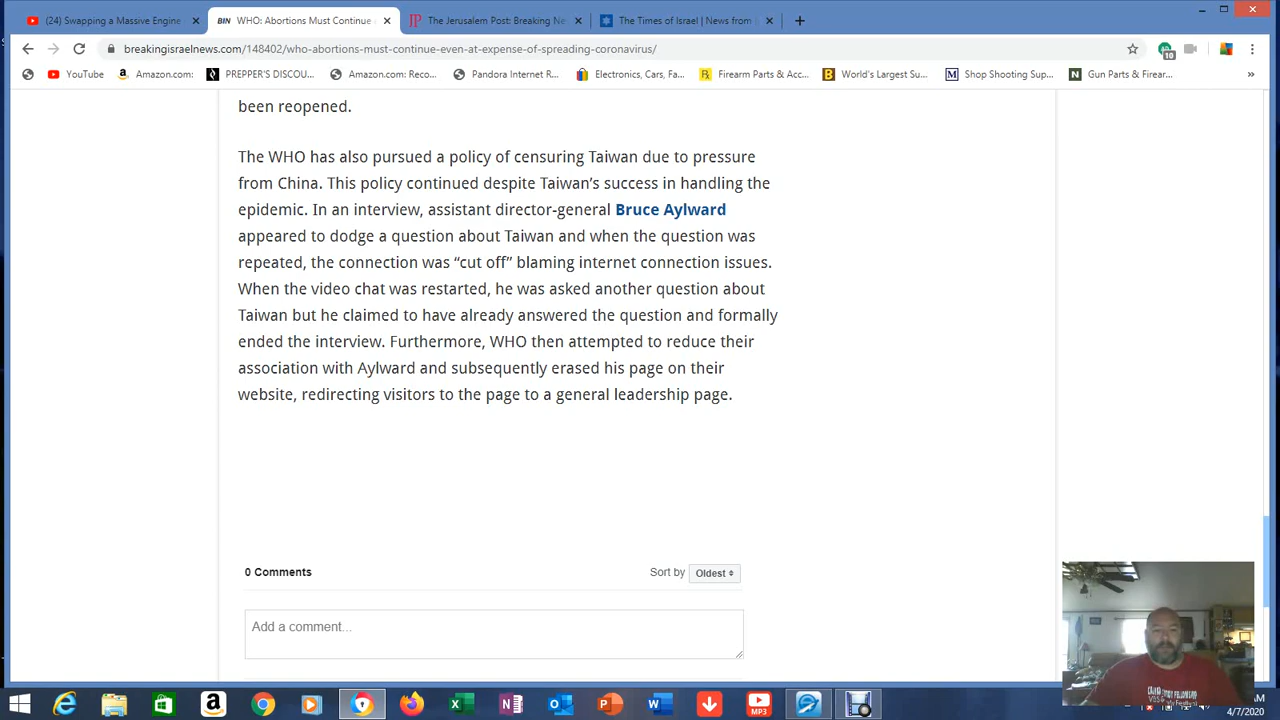 (24) Swapping a Massive Engine
BIN WHO: Abortions Must Continue
JP The Jerusalem Post: Breaking Ne
The Times of Israel | News from
breakingisraelnews.com/148402/who-abortions-must-continue-even-at-expense-of-spreading-coronavirus/
10
YouTube
Amazon.com:
PREPPER'S DISCOU...
Amazon.com: Reco...
Pandora Internet R...
Electronics, Cars, Fa...
Firearm Parts & Acc...
World's Largest Su...
Shop Shooting Sup...
Gun Parts & Firear...
been reopened.
The WHO has also pursued a policy of censuring Taiwan due to pressure
from China. This policy continued despite Taiwan’s success in handling the
epidemic. In an interview, assistant director-general Bruce Aylward
appeared to dodge a question about Taiwan and when the question was
repeated, the connection was “cut off” blaming internet connection issues.
When the video chat was restarted, he was asked another question about
Taiwan but he claimed to have already answered the question and formally
ended the interview. Furthermore, WHO then attempted to reduce their
association with Aylward and subsequently erased his page on their
website, redirecting visitors to the page to a general leadership page.
0 Comments
Sort by Oldest
Add a comment...
MP3
4/7/2020